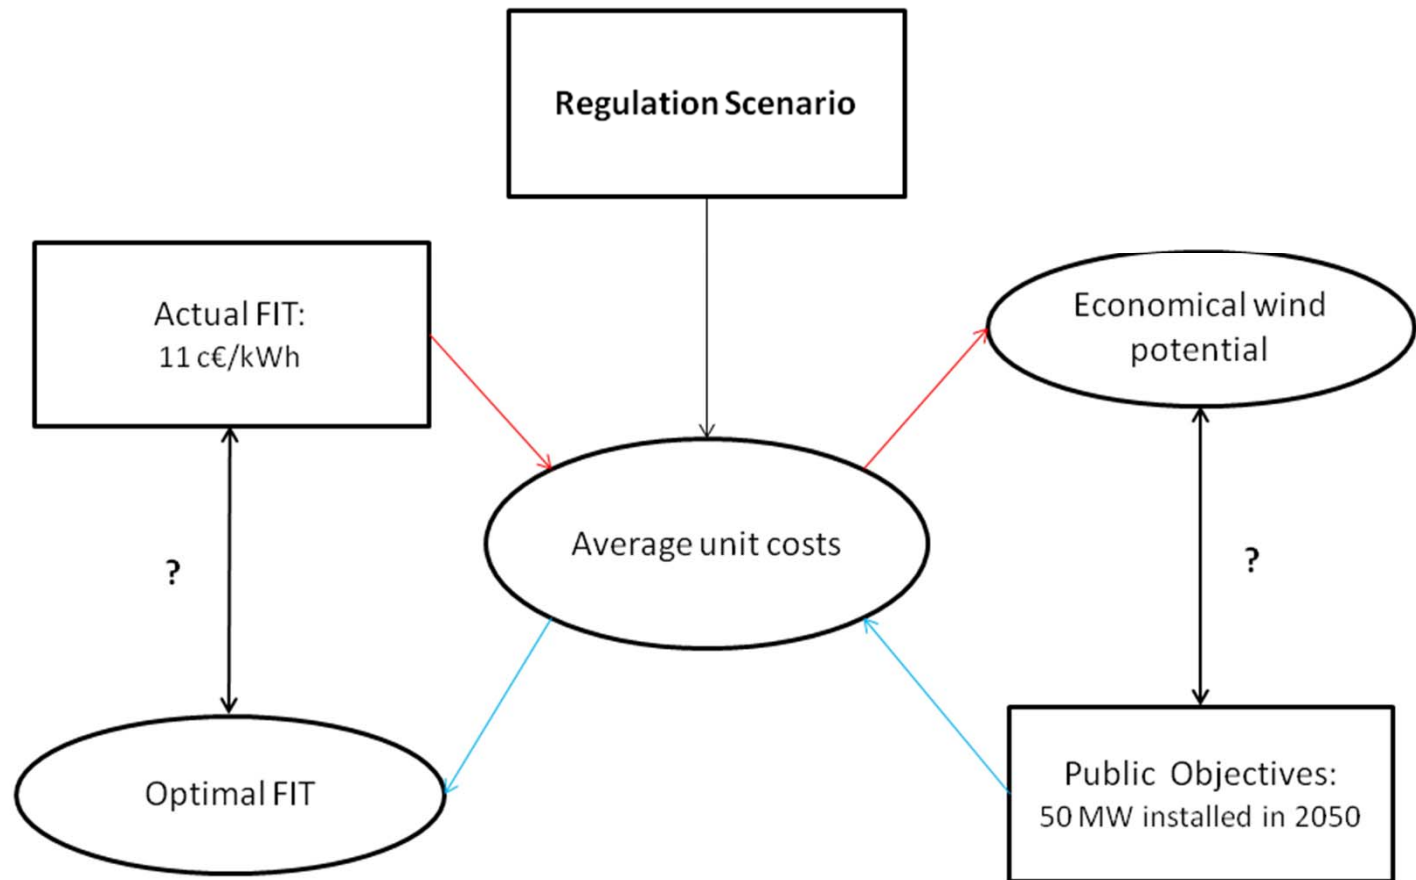 Regulation Scenario
Actual FIT:
11 c€/kWh
Economical wind
potential
Average unit costs
?
?
Optimal FIT
Public Objectives:
50 MW installed in 2050